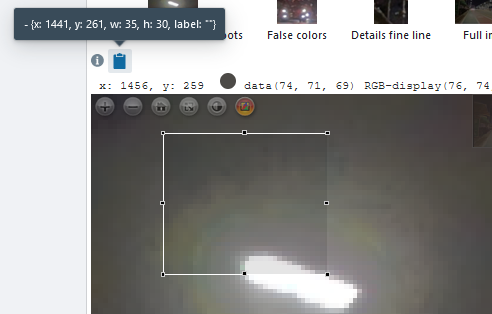 - {x: 1441, y: 261, w: 35, h: 30, label: ""}
ots
False colors
Details fine line
Full in
x: 1456, y: 259
data(74, 71, 69) RGB-display(76, 74